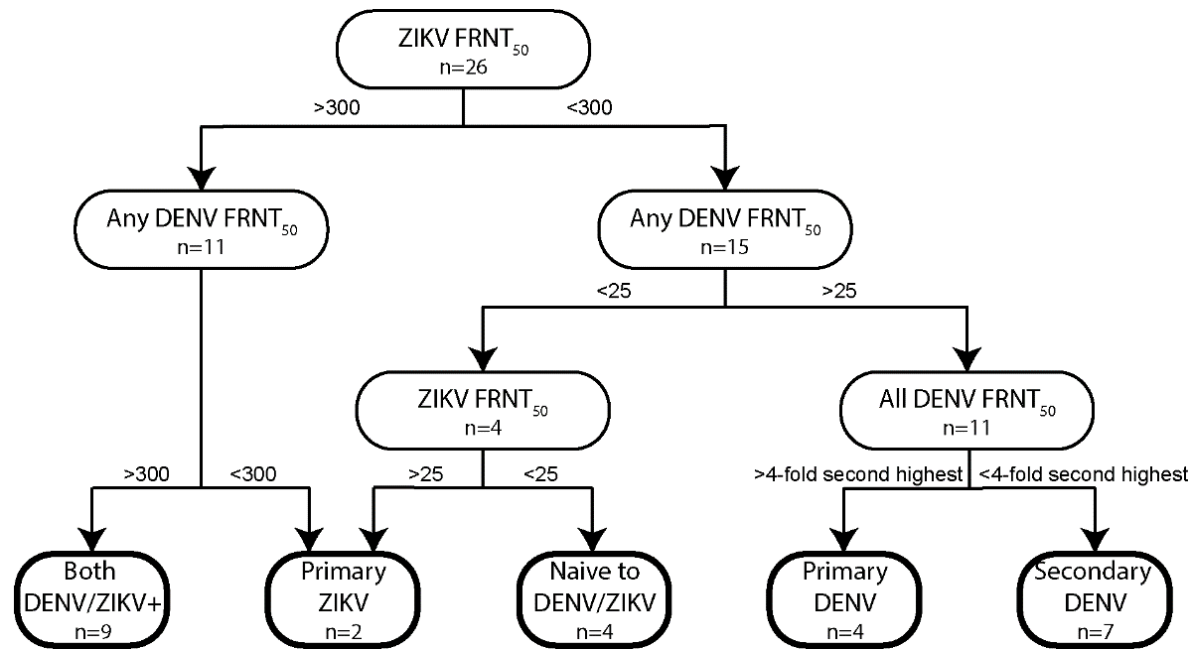 ZIKV FRNT50
n=26
>300
<300
Any DENV FRNT50
n=11
Any DENV FRNT50
n=15
<25
>25
ZIKV FRNT50
n=4
All DENV FRNT50
n=11
>300
<300
>25
<25
>4-fold second highest
<4-fold second highest
Both
DENV/ZIKV+
n=9
Primary
ZIKV
n=2
Naive to
DENV/ZIKV
n=4
Primary
DENV
n=4
Secondary
DENV
n=7